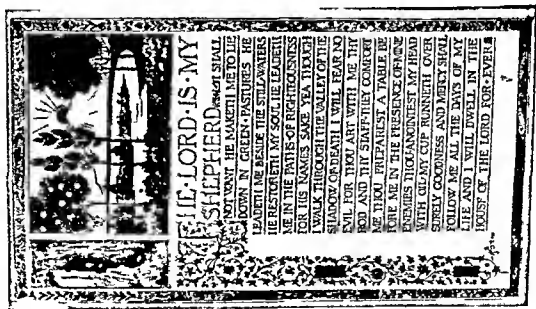 THE·LORD·IS·MY
SHEPHERD I SHALL
NOT WANT HE MAKETH ME TO LIE
DOWN IN GREEN·PASTURES HE
LEADETH ME BESIDE THE STILL·WATERS
HE RESTORETH MY SOUL HE LEADETH
ME IN THE PATHS·OF RIGHTEOUSNESS
FOR HIS NAMES SAKE YEA THOUGH
I WALK THROUGH THE VALLEY OF THE
SHADOW OF DEATH I WILL FEAR NO
EVIL FOR THOU ART WITH ME THY
ROD AND THY STAFF·THEY COMFORT
ME THOU PREPAREST A TABLE BE
FORE ME IN THE PRESENCE·OF·MINE
ENEMIES THOU·ANOINTEST MY HEAD
WITH OIL·MY CUP RUNNETH OVER
SURELY GOODNESS AND MERCY SHALL
FOLLOW ME ALL THE DAYS OF MY
LIFE AND I WILL DWELL IN THE
HOUSE OF THE LORD FOR·EVER